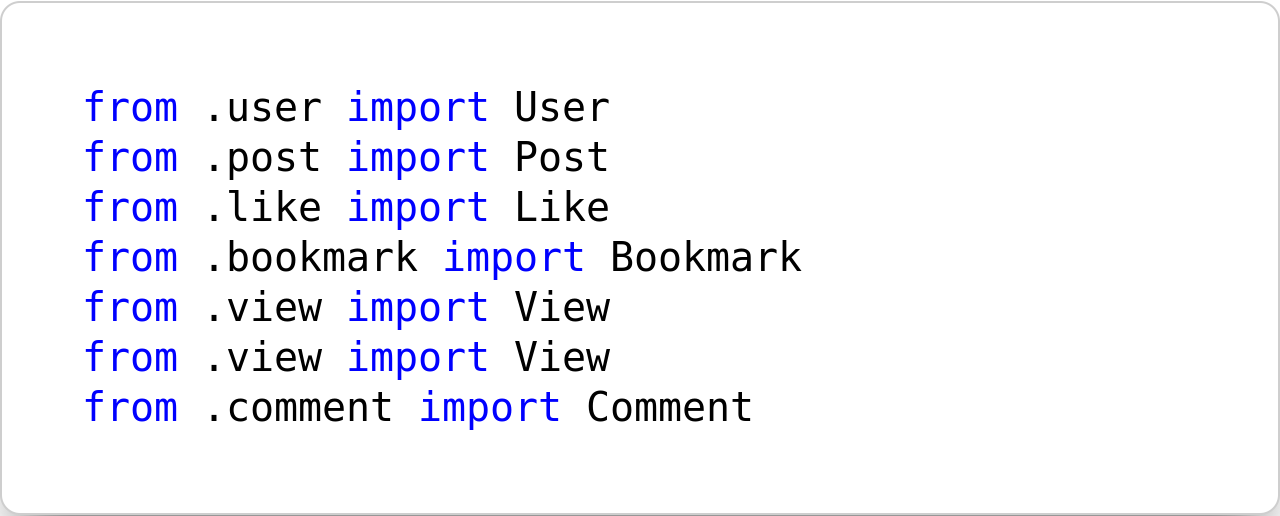 from .user import User
from .post import Post
from .like import Like
from .bookmark import Bookmark
from .view import View
from .view import View
from .comment import Comment